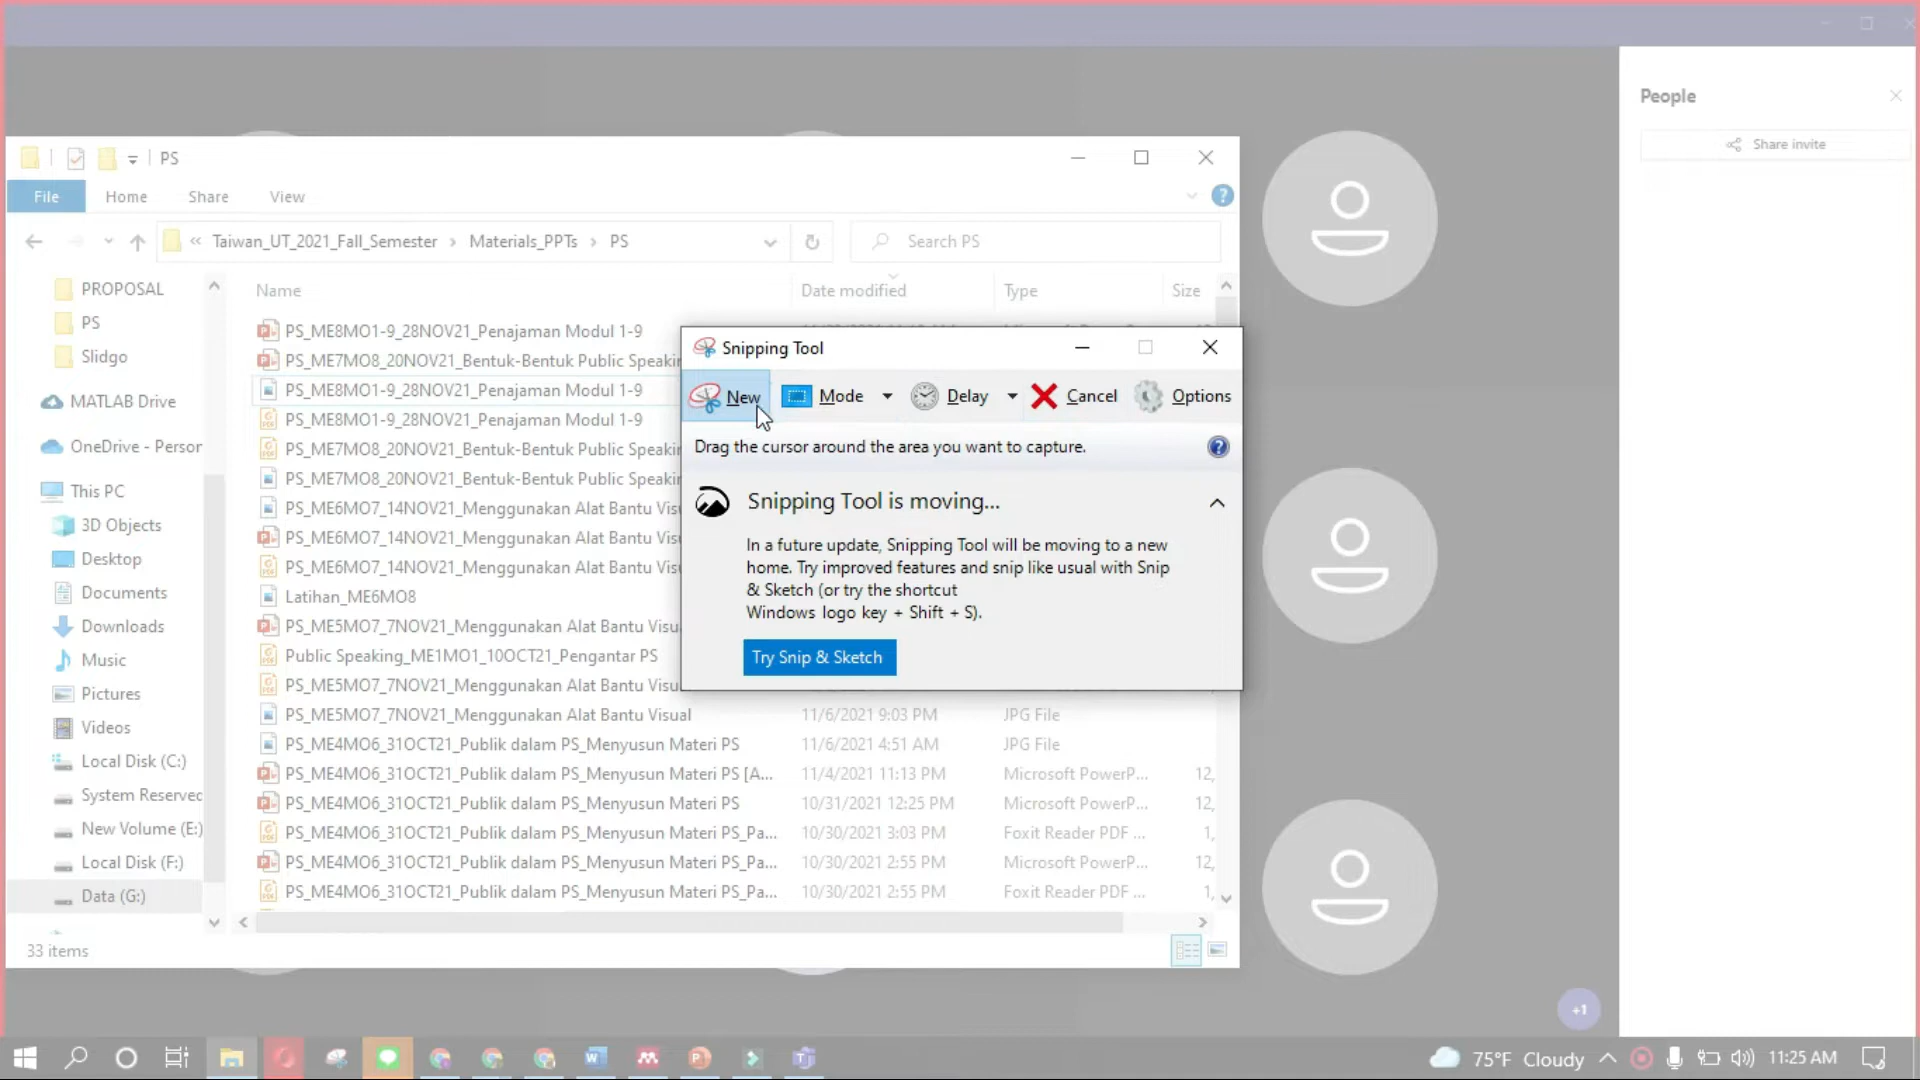 People
Share invite
PS
File
Home
Share
View
Taiwan_UT_2021_Fall_Semester
Materials_PPTs
PS
Search PS
PROPOSAL
PS
Slidgo
MATLAB Drive
OneDrive - Person
This PC
3D Objects
Desktop
Documents
Downloads
Music
Pictures
Videos
Local Disk (C:)
System Reserved
New Volume (E:)
Local Disk (F:)
Data (G:)
Name Date modified Type Size
PS_ME8MO1-9_28NOV21_Penajaman Modul 1-9
PS_ME7MO8_20NOV21_Bentuk-Bentuk Public Speakin
PS_ME8MO1-9_28NOV21_Penajaman Modul 1-9
PS_ME8MO1-9_28NOV21_Penajaman Modul 1-9
PS_ME7MO8_20NOV21_Bentuk-Bentuk Public Speakin
PS_ME7MO8_20NOV21_Bentuk-Bentuk Public Speakin
PS_ME6MO7_14NOV21_Menggunakan Alat Bantu Visu
PS_ME6MO7_14NOV21_Menggunakan Alat Bantu Visu
PS_ME6MO7_14NOV21_Menggunakan Alat Bantu Visu
Latihan_ME6MO8
PS_ME5MO7_7NOV21_Menggunakan Alat Bantu Visua
Public Speaking_ME1MO1_10OCT21_Pengantar PS
PS_ME5MO7_7NOV21_Menggunakan Alat Bantu Visua
PS_ME5MO7_7NOV21_Menggunakan Alat Bantu Visual 11/6/2021 9:03 PM JPG File
PS_ME4MO6_31OCT21_Publik dalam PS_Menyusun Materi PS 11/6/2021 4:51 AM JPG File
PS_ME4MO6_31OCT21_Publik dalam PS_Menyusun Materi PS [A... 11/4/2021 11:13 PM Microsoft PowerP... 12,
PS_ME4MO6_31OCT21_Publik dalam PS_Menyusun Materi PS 10/31/2021 12:25 PM Microsoft PowerP... 12,
PS_ME4MO6_31OCT21_Publik dalam PS_Menyusun Materi PS_Pa... 10/30/2021 3:03 PM Foxit Reader PDF ... 1,
PS_ME4MO6_31OCT21_Publik dalam PS_Menyusun Materi PS_Pa... 10/30/2021 2:55 PM Microsoft PowerP... 12,
PS_ME4MO6_31OCT21_Publik dalam PS_Menyusun Materi PS_Pa... 10/30/2021 2:55 PM Foxit Reader PDF ... 1,
33 items
Snipping Tool
New Mode Delay Cancel Options
Drag the cursor around the area you want to capture.
Snipping Tool is moving...
In a future update, Snipping Tool will be moving to a new
home. Try improved features and snip like usual with Snip
& Sketch (or try the shortcut
Windows logo key + Shift + S).
Try Snip & Sketch
+1
75°F Cloudy
11:25 AM